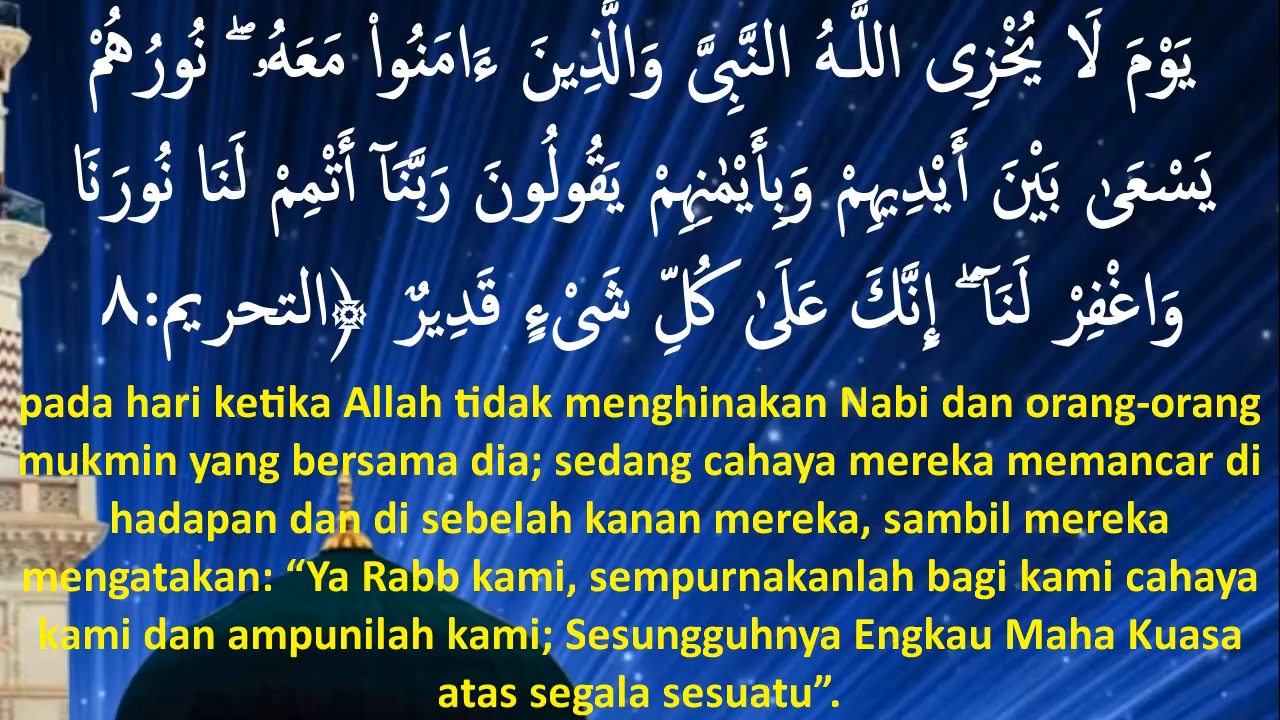 يَوْمَ لَا يُخْزِى اللَّـهُ النَّبِىَّ وَالَّذِينَ ءَامَنُوا۟ مَعَهُۥ ۖ نُورُهُمْ
يَسْعَىٰ بَيْنَ أَيْدِيهِمْ وَبِأَيْمَٰنِهِمْ يَقُولُونَ رَبَّنَآ أَتْمِمْ لَنَا نُورَنَا
وَاغْفِرْ لَنَآ ۖ إِنَّكَ عَلَىٰ كُلِّ شَىْءٍ قَدِيرٌ ﴿التحريم:٨
pada hari ketika Allah tidak menghinakan Nabi dan orang-orang
mukmin yang bersama dia; sedang cahaya mereka memancar di
hadapan dan di sebelah kanan mereka, sambil mereka
mengatakan: “Ya Rabb kami, sempurnakanlah bagi kami cahaya
kami dan ampunilah kami; Sesungguhnya Engkau Maha Kuasa
atas segala sesuatu”.